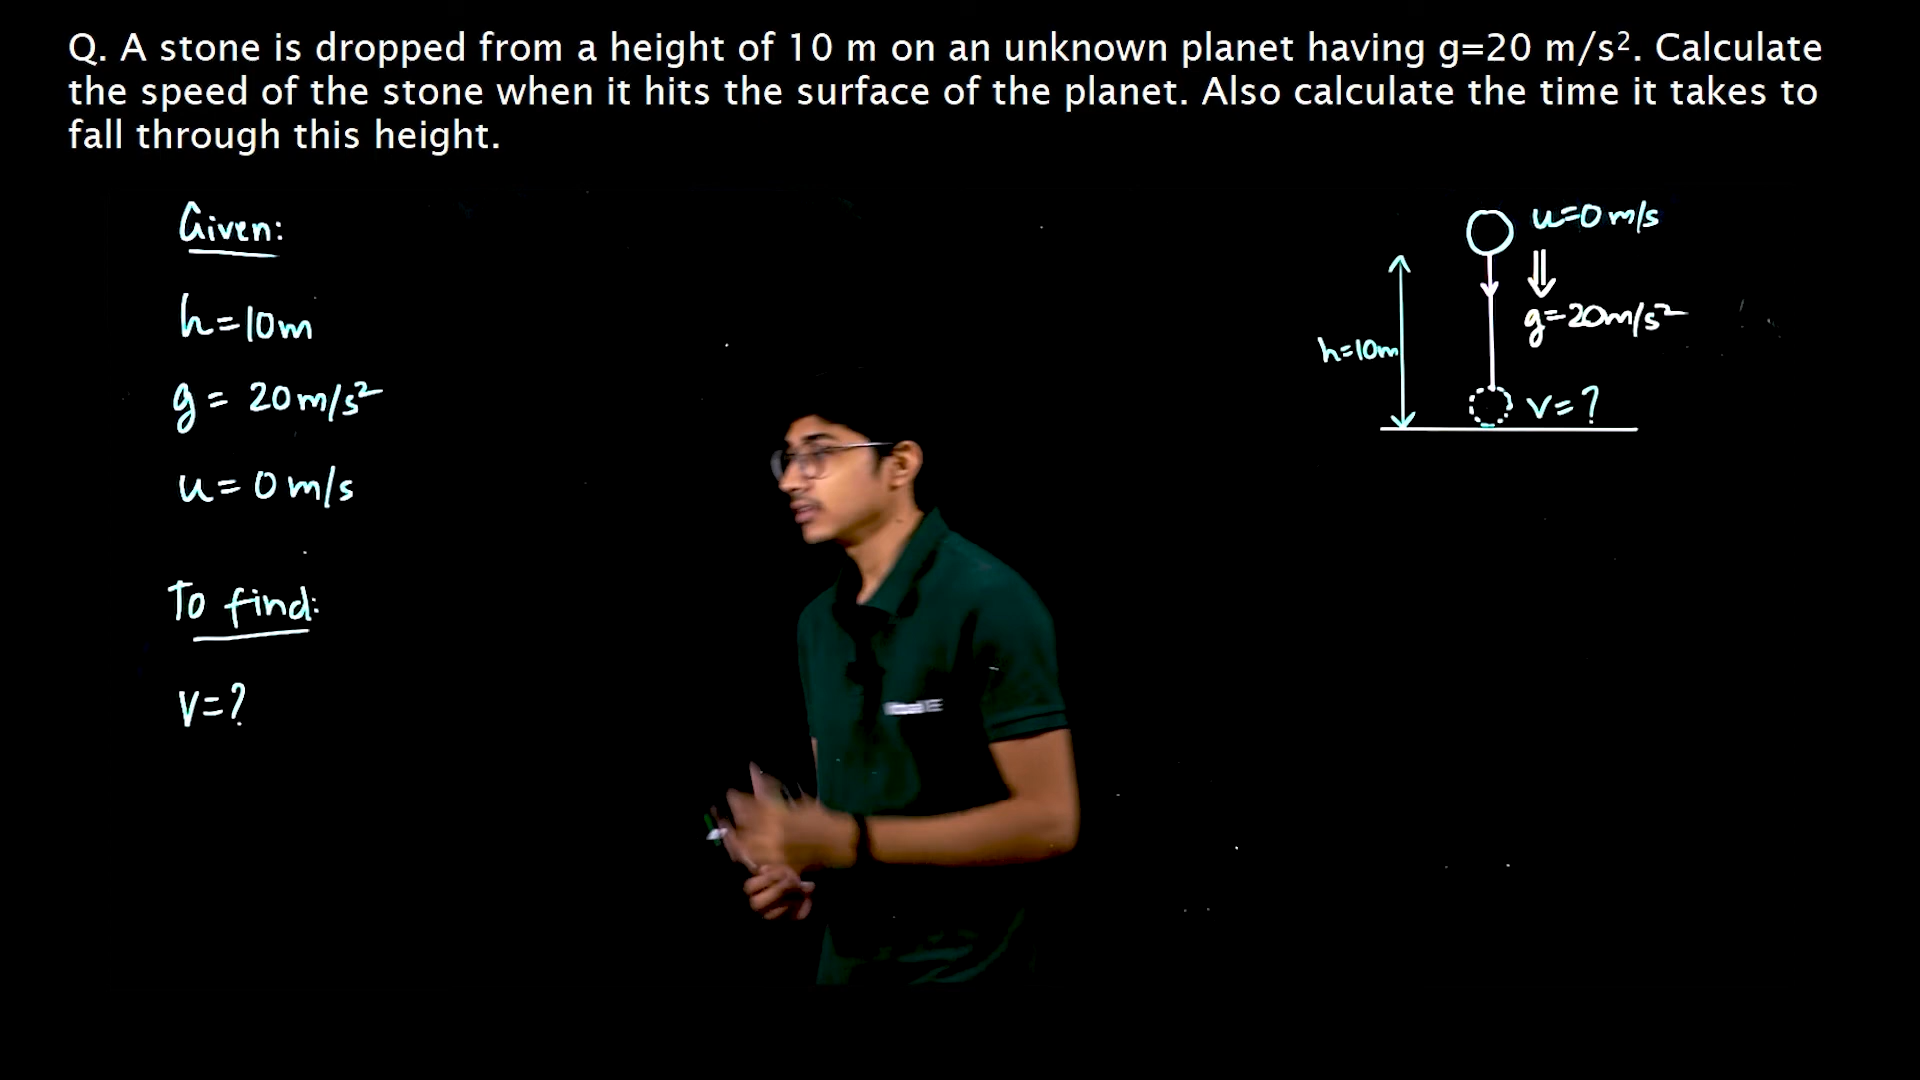 Q. A stone is dropped from a height of 10 m on an unknown planet having g=20 m/s². Calculate
the speed of the stone when it hits the surface of the planet. Also calculate the time it takes to
fall through this height.
Given:
h=10m
g= 20m/s²
u=0m/s
To find:
v=?
u=0m/s
g=20m/s²
h=10m
v=?